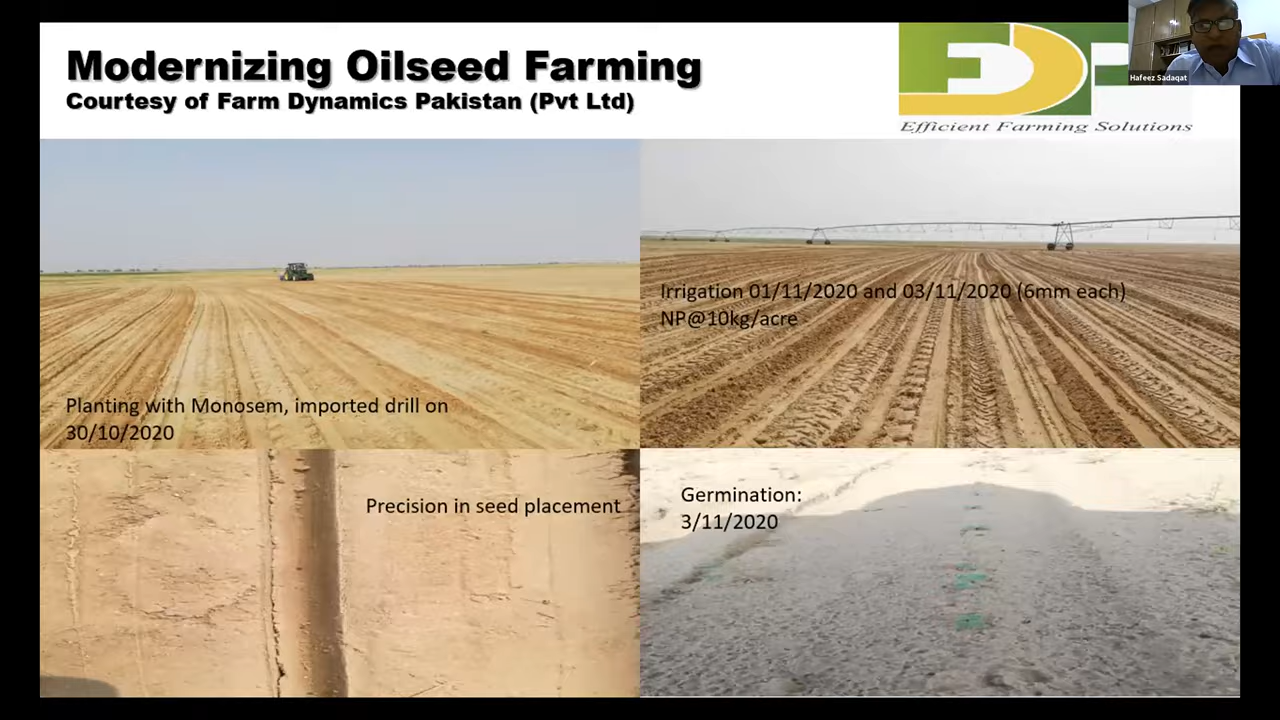 Modernizing Oilseed Farming
Courtesy of Farm Dynamics Pakistan (Pvt Ltd)
Efficient Farming Solutions
Hafeez Sadaqat
Planting with Monosem, imported drill on
30/10/2020
Irrigation 01/11/2020 and 03/11/2020 (6mm each)
NP@10kg/acre
Precision in seed placement
Germination:
3/11/2020